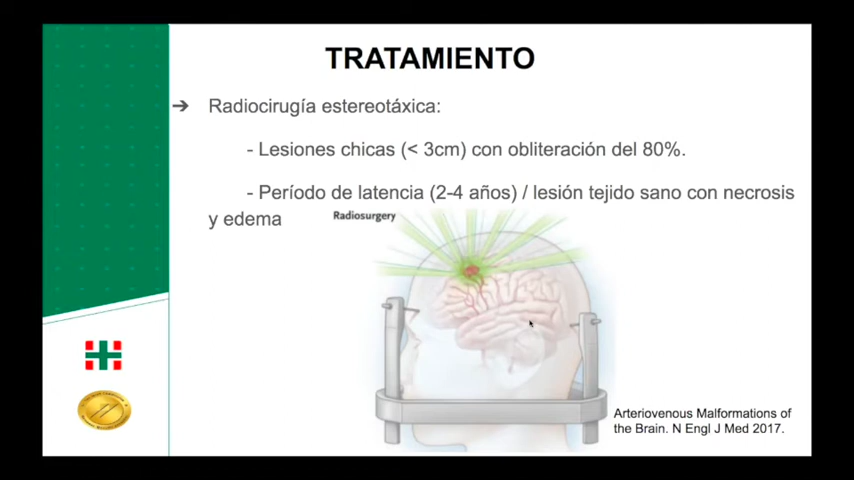 TRATAMIENTO
➔ Radiocirugía estereotáxica:
- Lesiones chicas (< 3cm) con obliteración del 80%.
- Período de latencia (2-4 años) / lesión tejido sano con necrosis
y edema
Radiosurgery
Arteriovenous Malformations of
the Brain. N Engl J Med 2017.